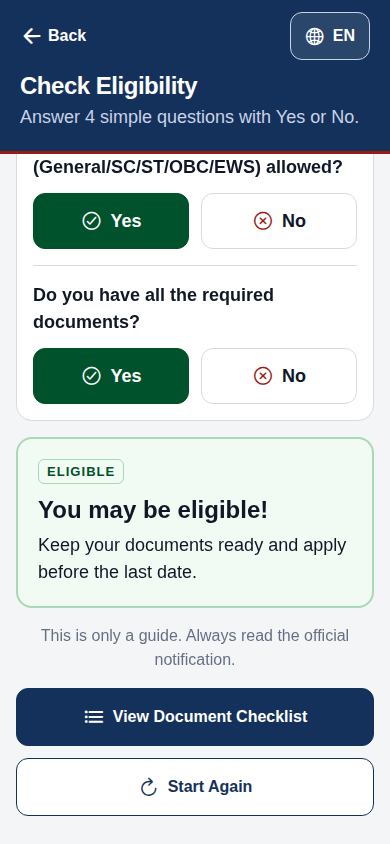 Back
EN
Check Eligibility
Answer 4 simple questions with Yes or No.
(General/SC/ST/OBC/EWS) allowed?
Yes
No
Do you have all the required
documents?
Yes
No
ELIGIBLE
You may be eligible!
Keep your documents ready and apply
before the last date.
This is only a guide. Always read the official
notification.
View Document Checklist
Start Again